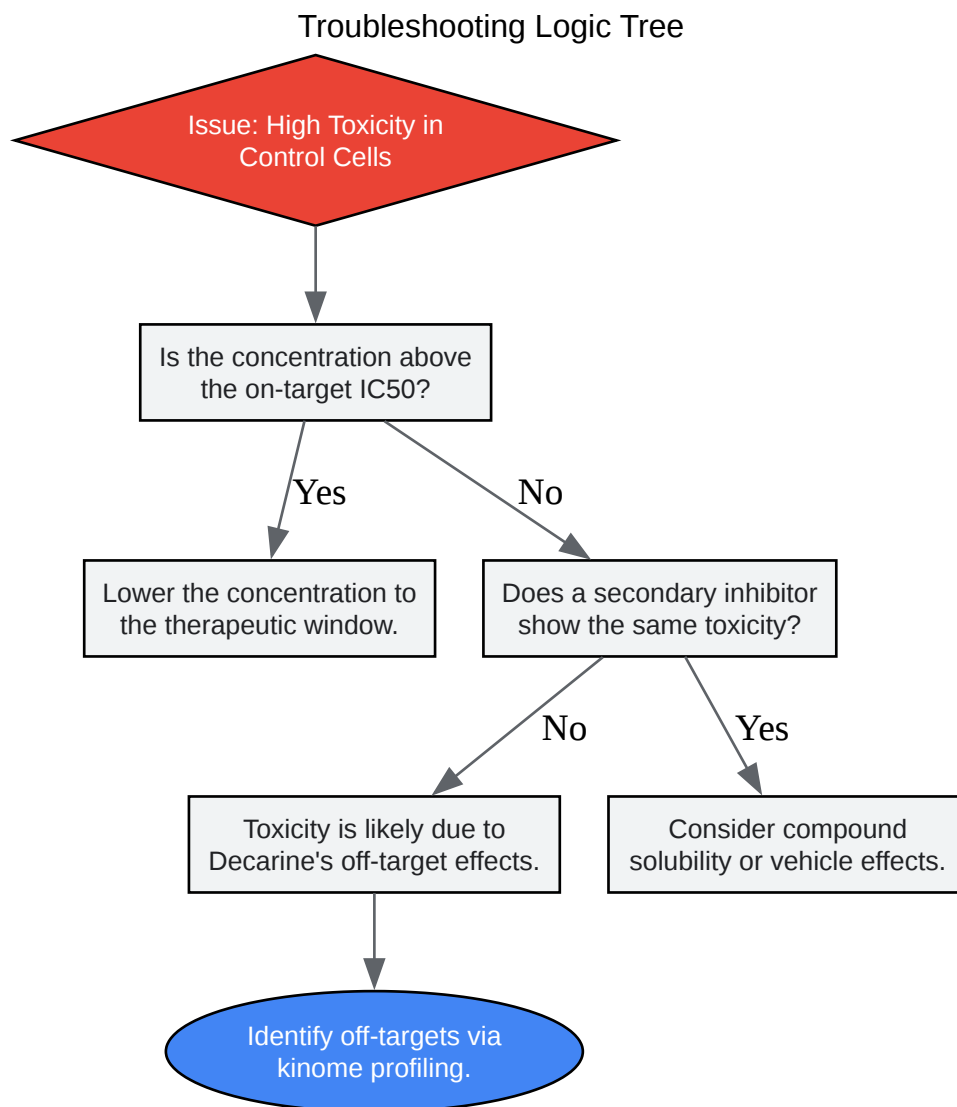 Troubleshooting Logic Tree
Issue: High Toxicity in
Control Cells
Is the concentration above
the on-target IC50?
Yes
No
Lower the concentration to
the therapeutic window.
Does a secondary inhibitor
show the same toxicity?
No
Yes
Toxicity is likely due to
Decarine's off-target effects.
Consider compound
solubility or vehicle effects.
Identify off-targets via
kinome profiling.